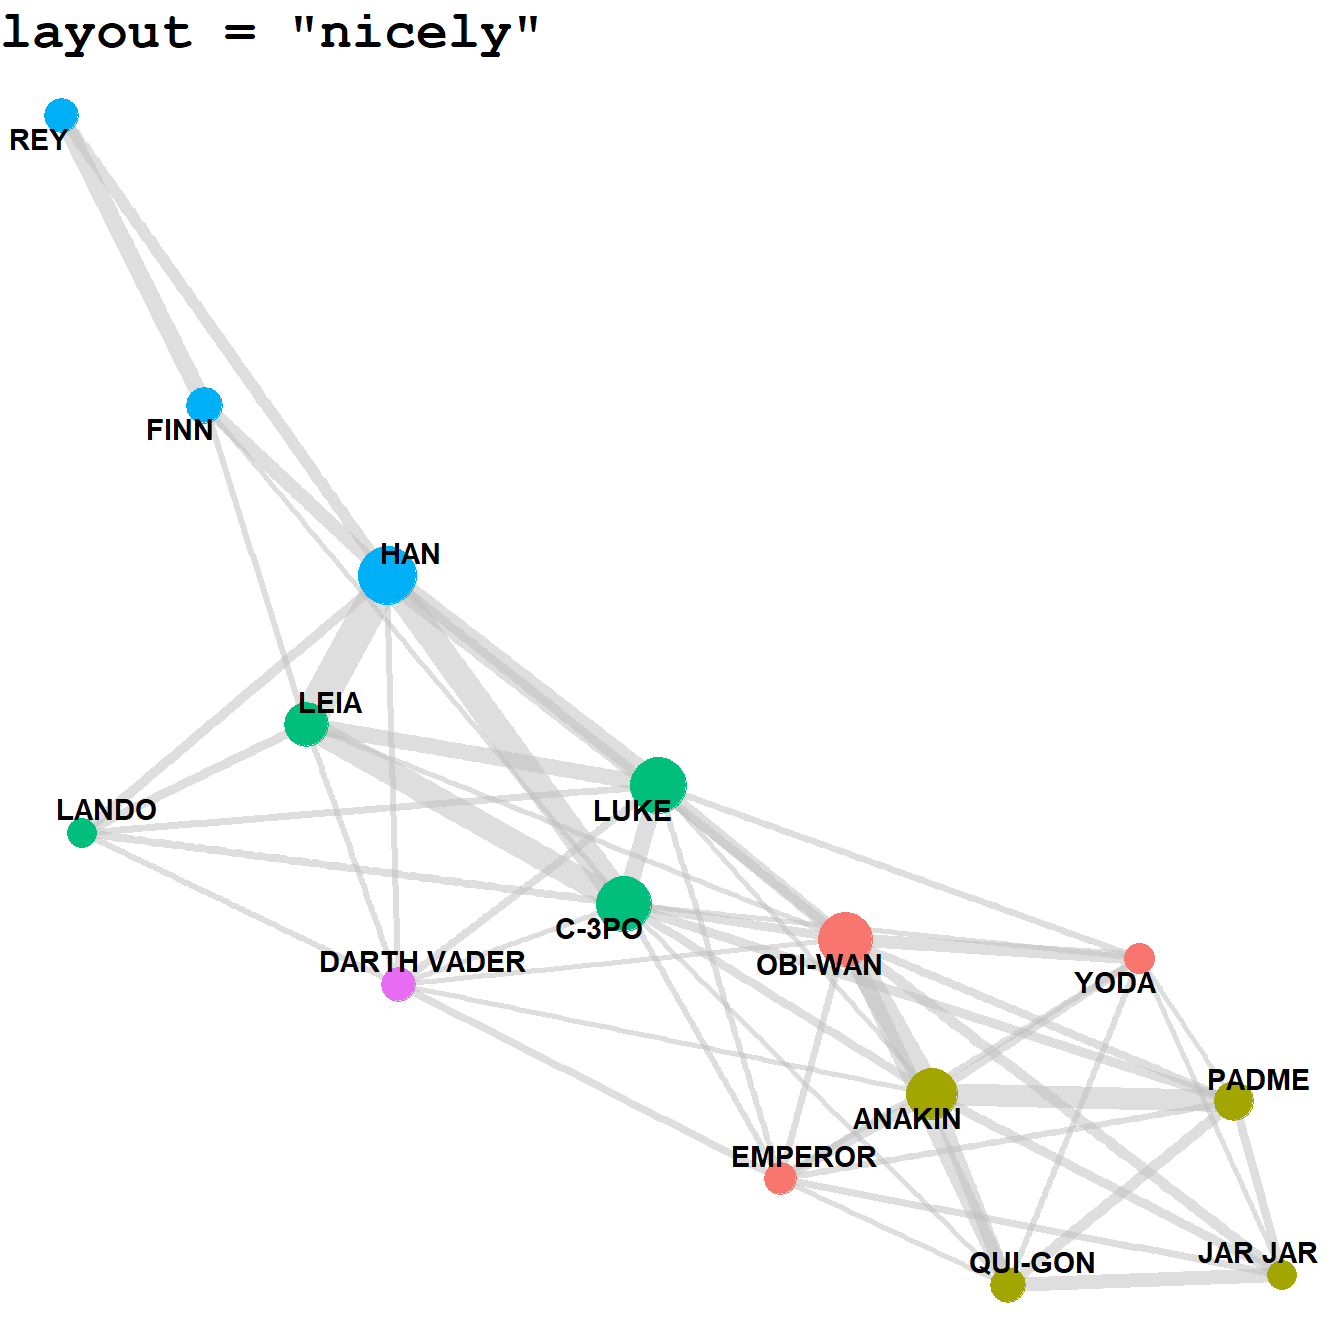 layout = "nicely"
REY
FINN
HAN
LEIA
LANDO
LUKE
C-3PO
DARTH VADER
OBI-WAN
YODA
PADME
ANAKIN
EMPEROR
QUI-GON
JAR JAR